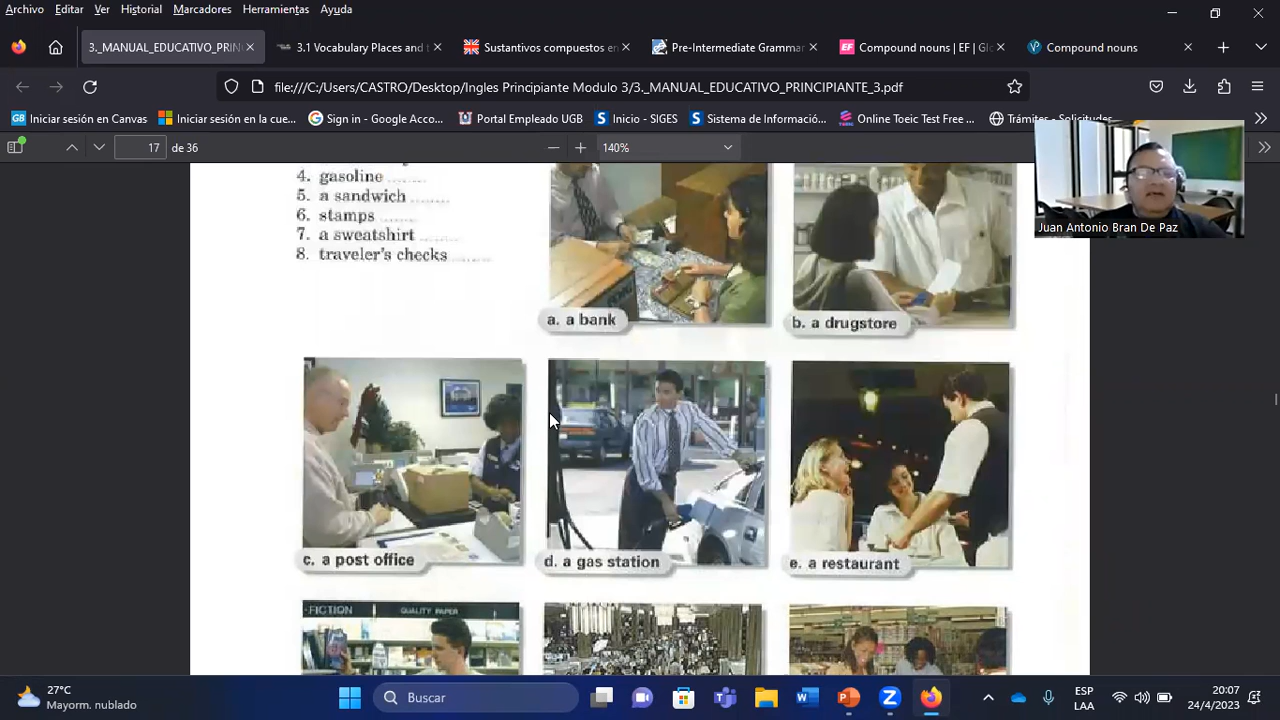 Archivo Editar Ver Historial Marcadores Herramientas Ayuda
3._MANUAL_EDUCATIVO_PRIN
3.1 Vocabulary Places and t
Sustantivos compuestos en
Pre-Intermediate Grammar
EF Compound nouns | EF | Glo
Compound nouns
file:///C:/Users/CASTRO/Desktop/Ingles Principiante Modulo 3/3._MANUAL_EDUCATIVO_PRINCIPIANTE_3.pdf
Iniciar sesión en Canvas
Iniciar sesión en la cue...
Sign in - Google Acco...
Portal Empleado UGB
Inicio - SIGES
Sistema de Informació...
Online Toeic Test Free ...
Trámites - Solicitudes
17 de 36
140%
Juan Antonio
De Paz
4. gasoline
5. a sandwich
6. stamps
7. a sweatshirt
8. traveler's checks
a. a bank
b. a drugstore
c. a post office
d. a gas station
e. a restaurant
FICTION
QUALITY PAPER
27°C
Mayorm. nublado
Buscar
ESP
LAA
20:07
24/4/2023